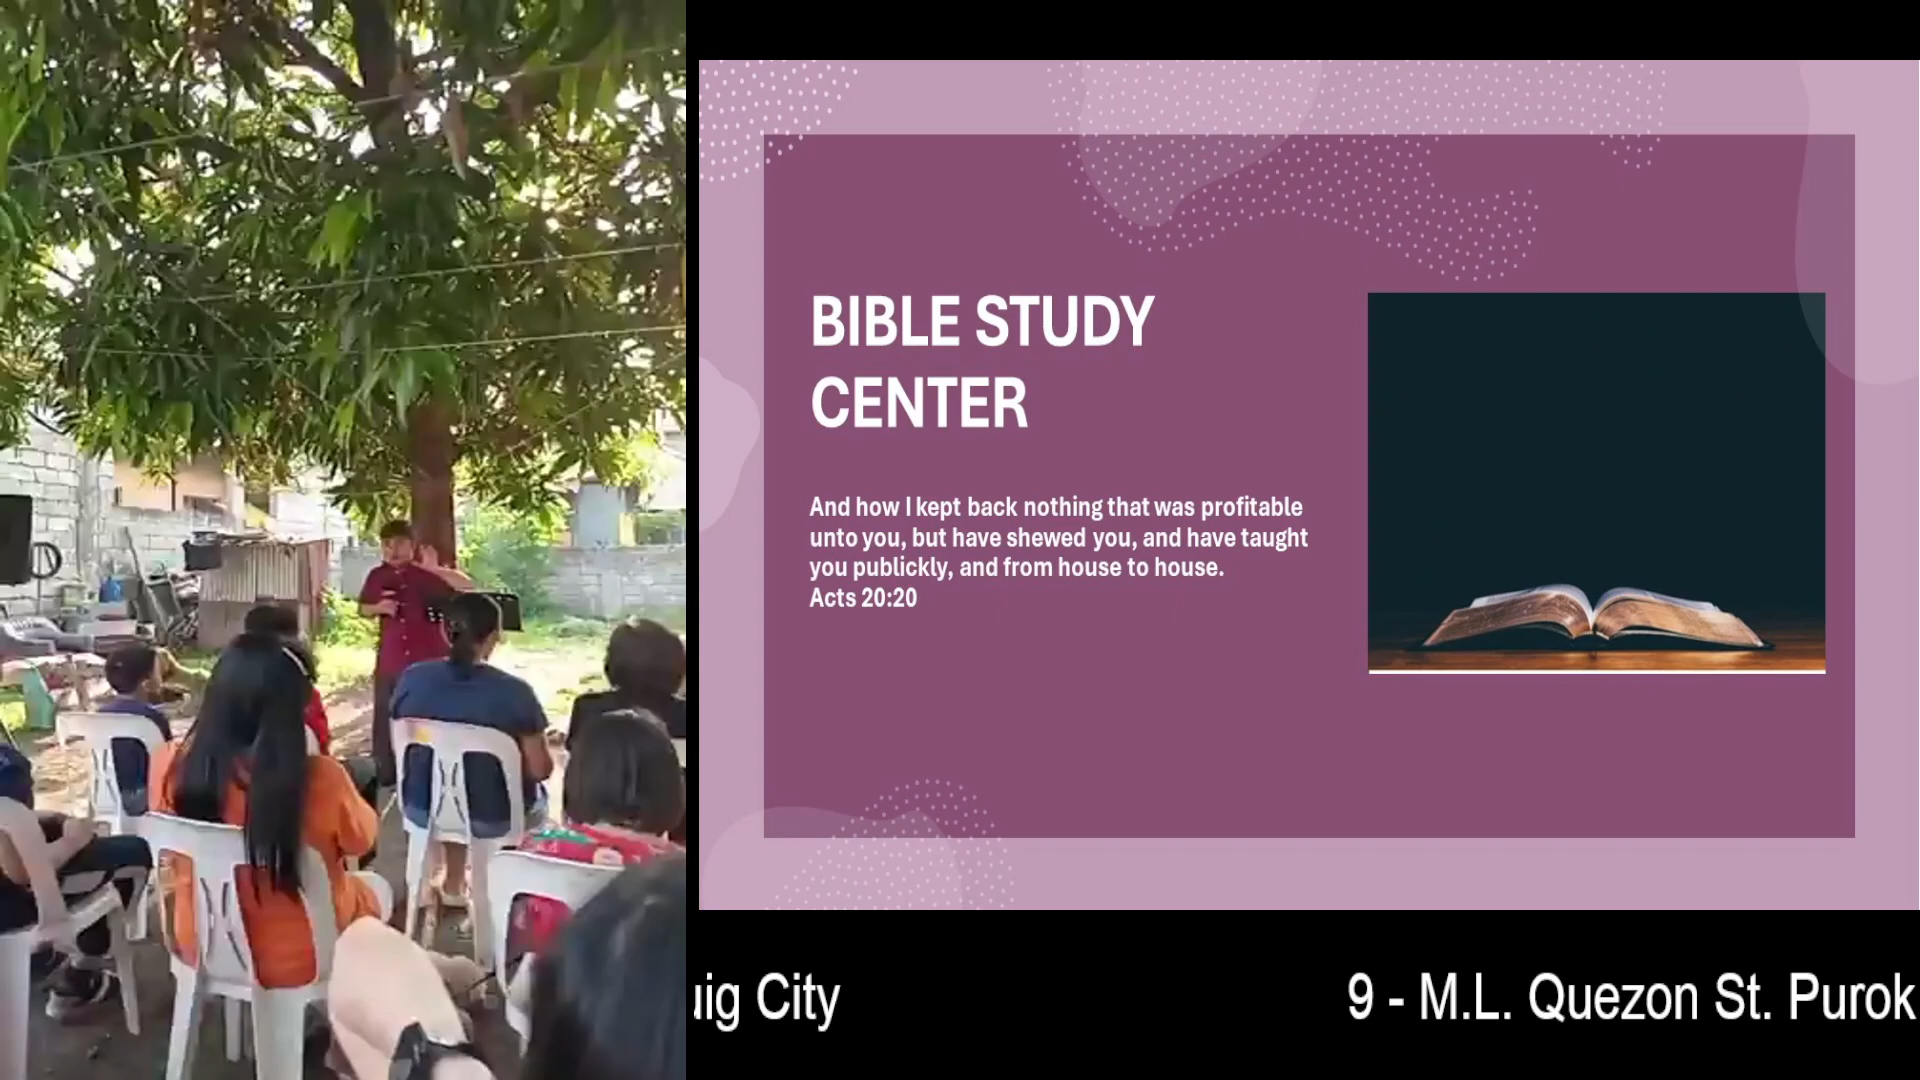 BIBLE STUDY
CENTER
And how I kept back nothing that was profitable
unto you, but have shewed you, and have taught
you publickly, and from house to house.
Acts 20:20
uig City
9 - M.L. Quezon St. Purok